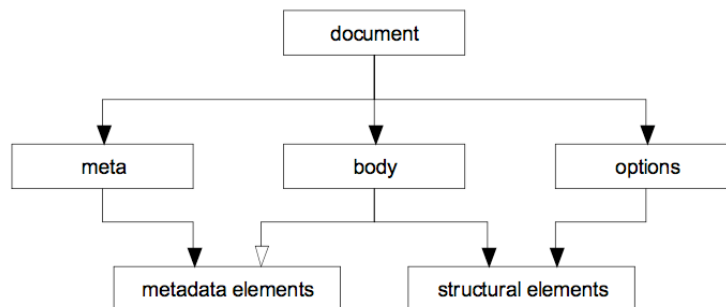 document
meta
body
options
metadata elements
structural elements